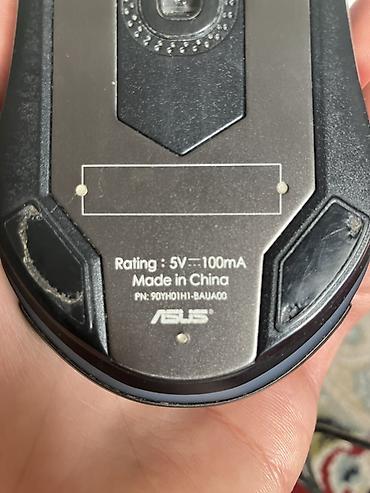 Rating : 5V⎓100mA
Made in China
PN: 90YH01H1-BAUA00
ASUS